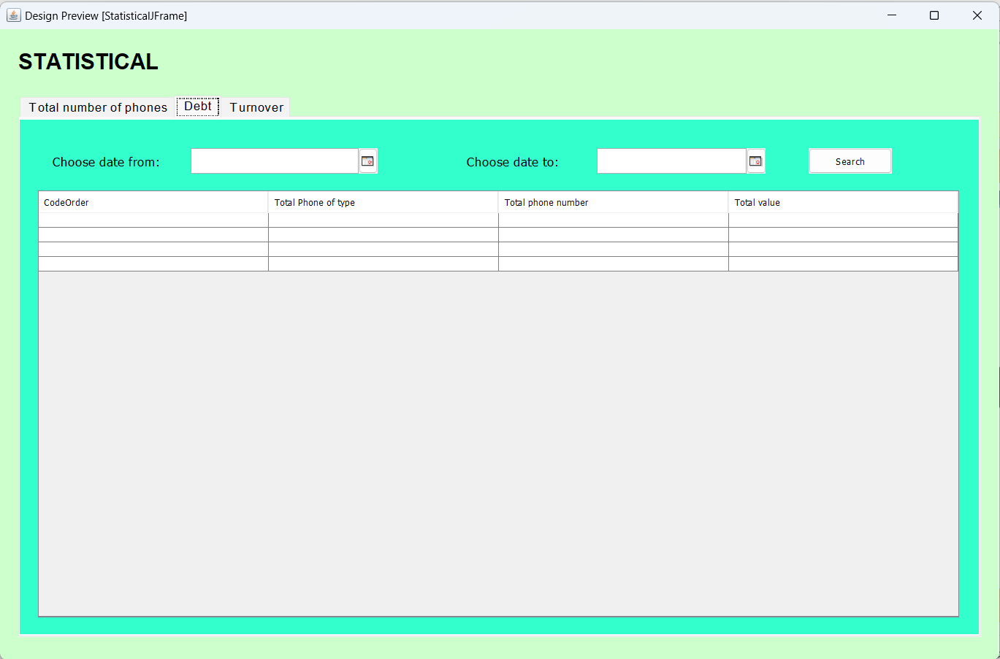 Design Preview [StatisticalJFrame]
STATISTICAL
Total number of phones Debt Turnover
Choose date from: Choose date to: Search
CodeOrder Total Phone of type Total phone number Total value